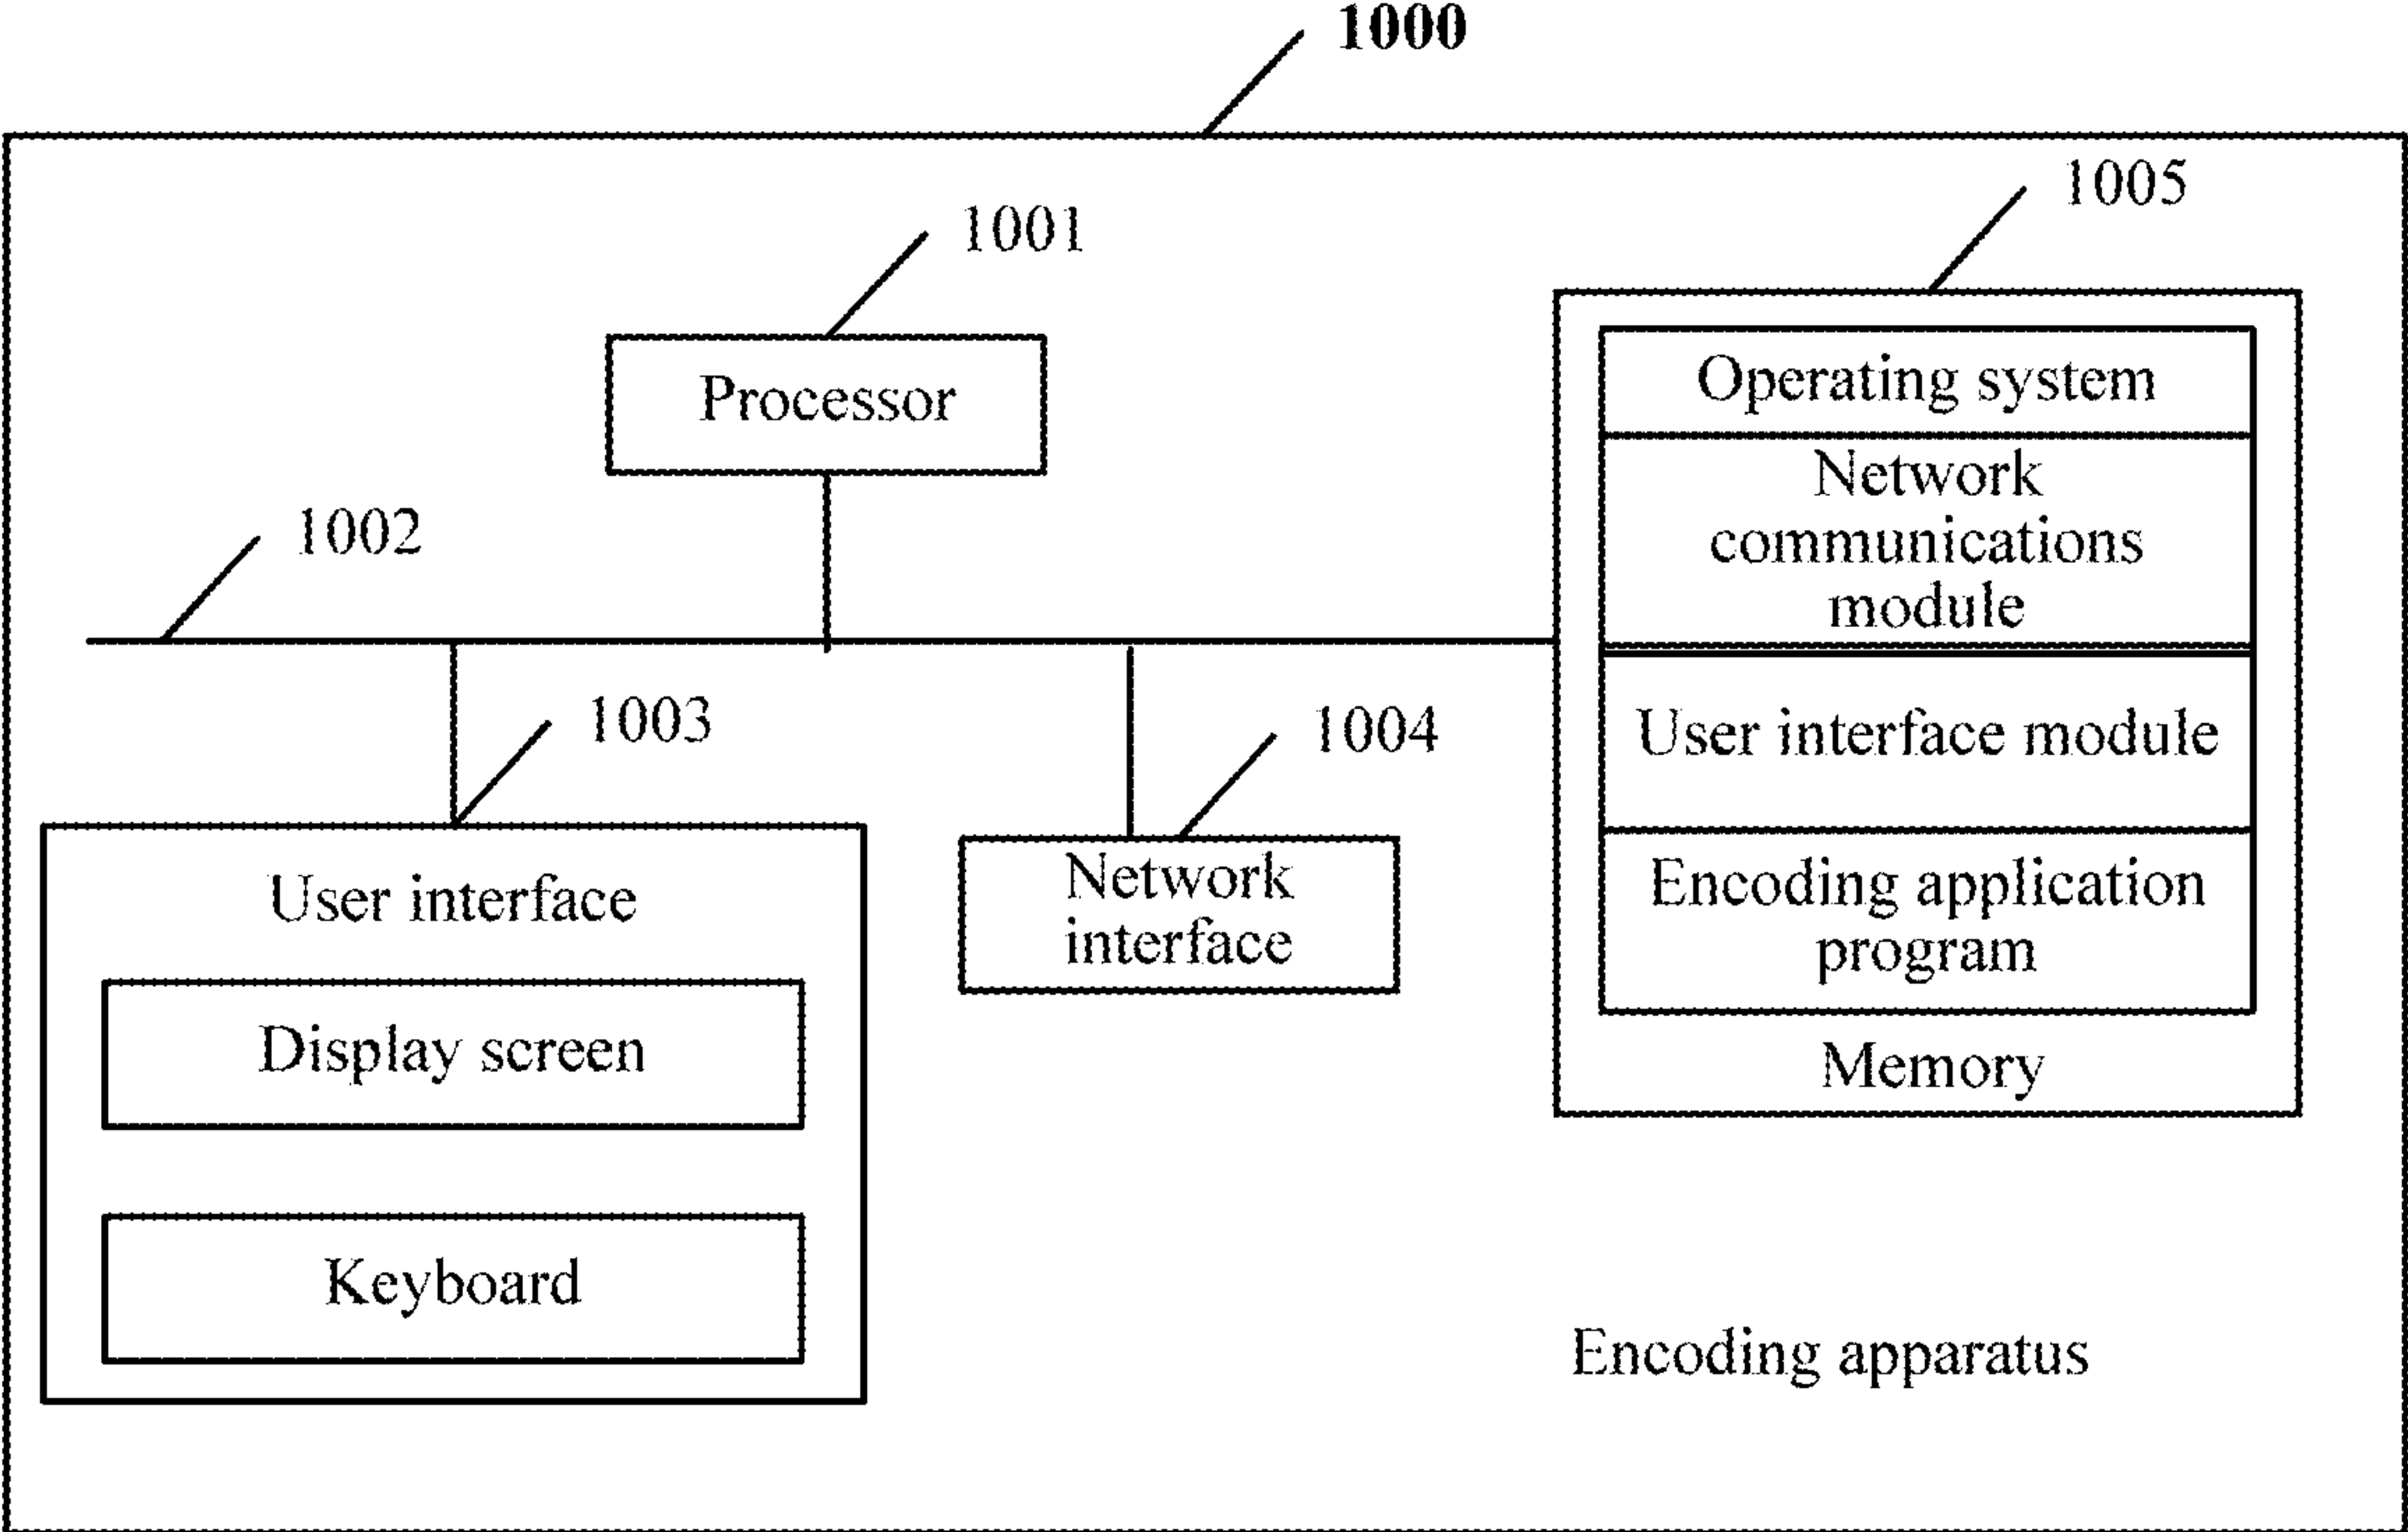 1000
1005
1001
Processor
Operating system
Network
communications
module
1002
1003
1004
User interface module
User interface
Network
interface
Encoding application
program
Display screen
Memory
Keyboard
Encoding apparatus